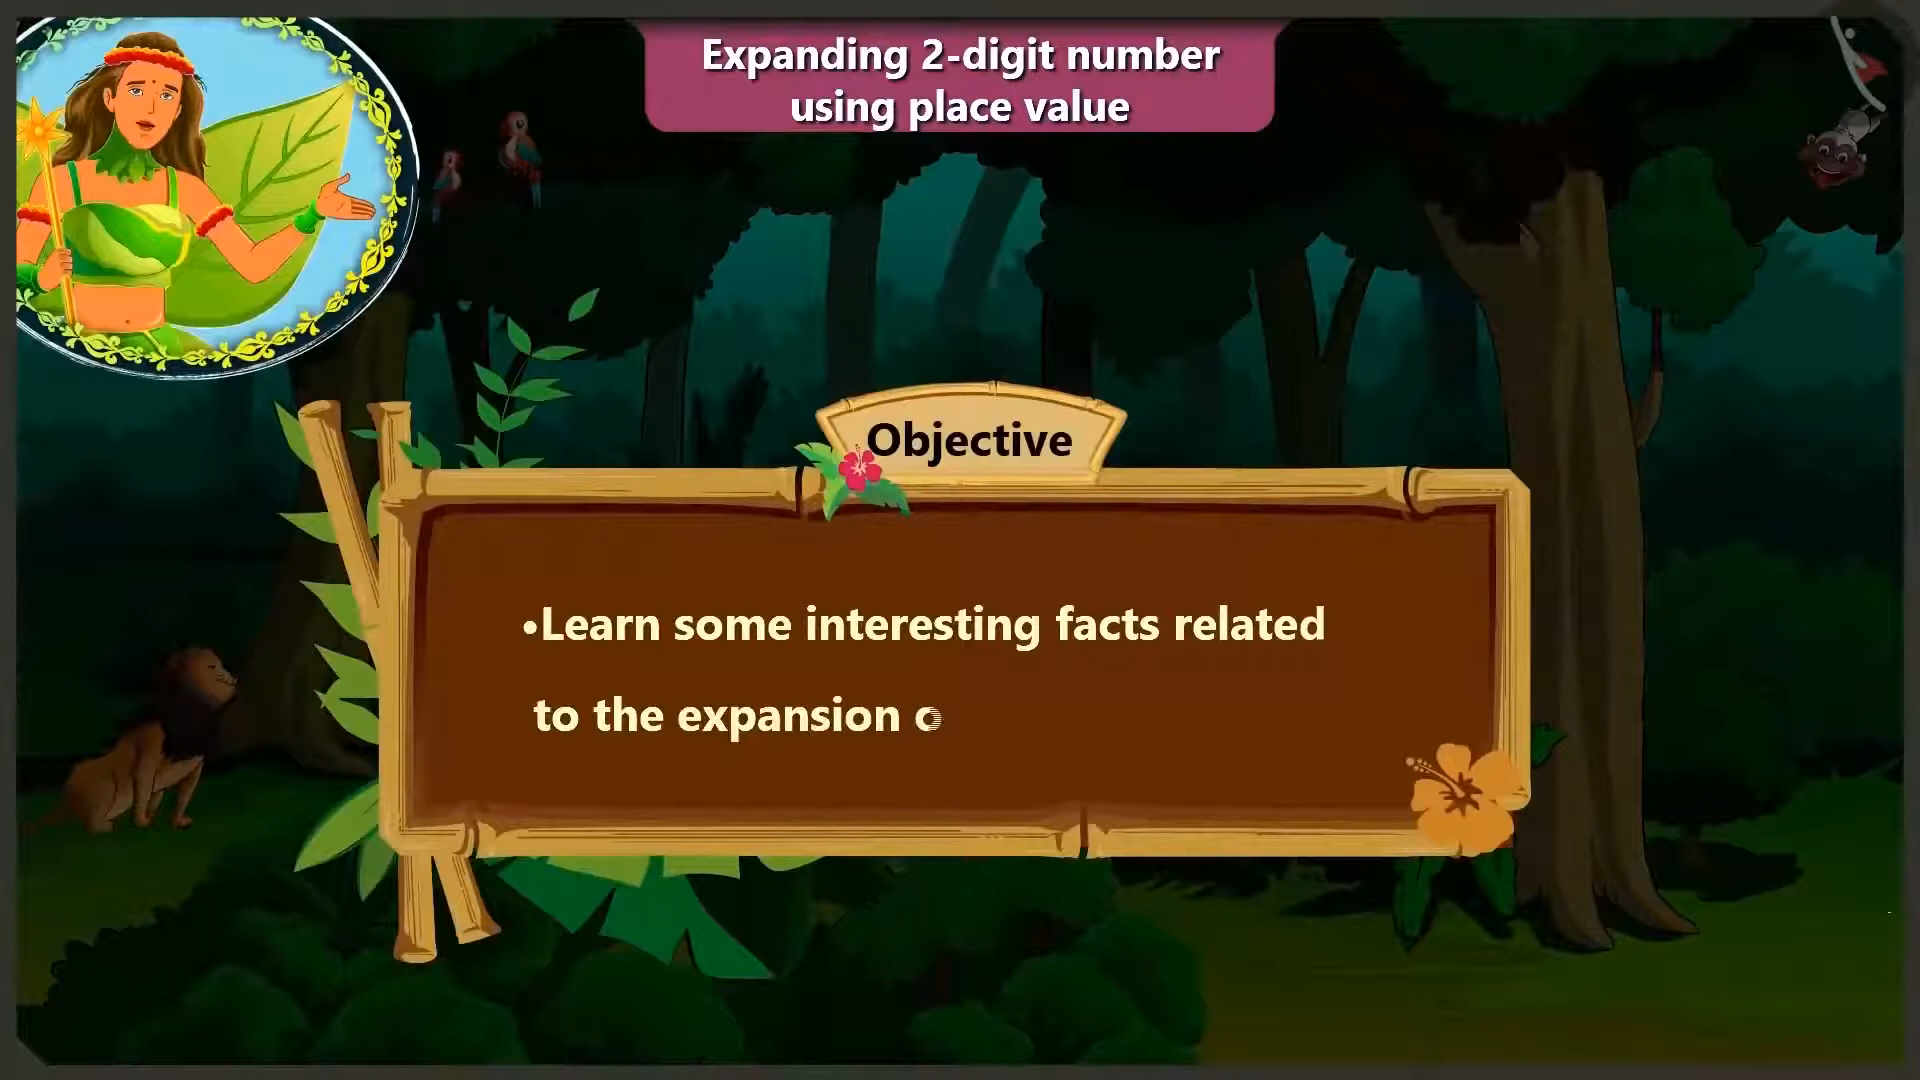 Expanding 2-digit number
using place value
Objective
•Learn some interesting facts related
to the expansion